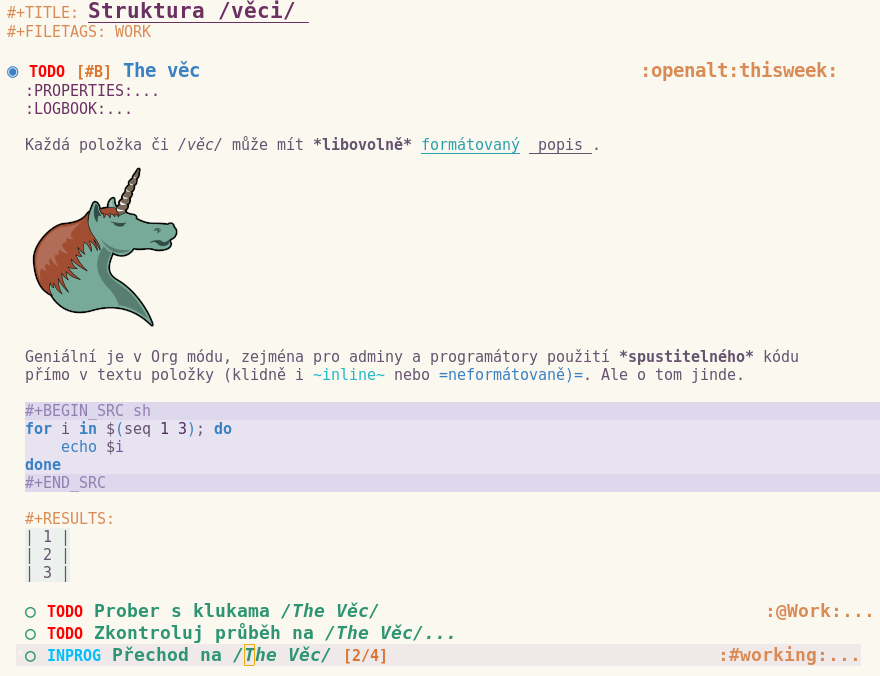 #+TITLE: Struktura /věci/
#+FILETAGS: WORK
◉ TODO [#B] The věc :openalt:thisweek:
:PROPERTIES:...
:LOGBOOK:...
Každá položka či /věc/ může mít *libovolně* formátovaný _popis_.
Geniální je v Org módu, zejména pro adminy a programátory použití *spustitelného* kódu
přímo v textu položky (klidně i ~inline~ nebo =neformátovaně)=. Ale o tom jinde.
#+BEGIN_SRC sh
for i in $(seq 1 3); do
    echo $i
done
#+END_SRC
#+RESULTS:
| 1 |
| 2 |
| 3 |
○ TODO Prober s klukama /The Věc/ :@Work:...
○ TODO Zkontroluj průběh na /The Věc/...
○ INPROG Přechod na /The Věc/ [2/4] :#working:...